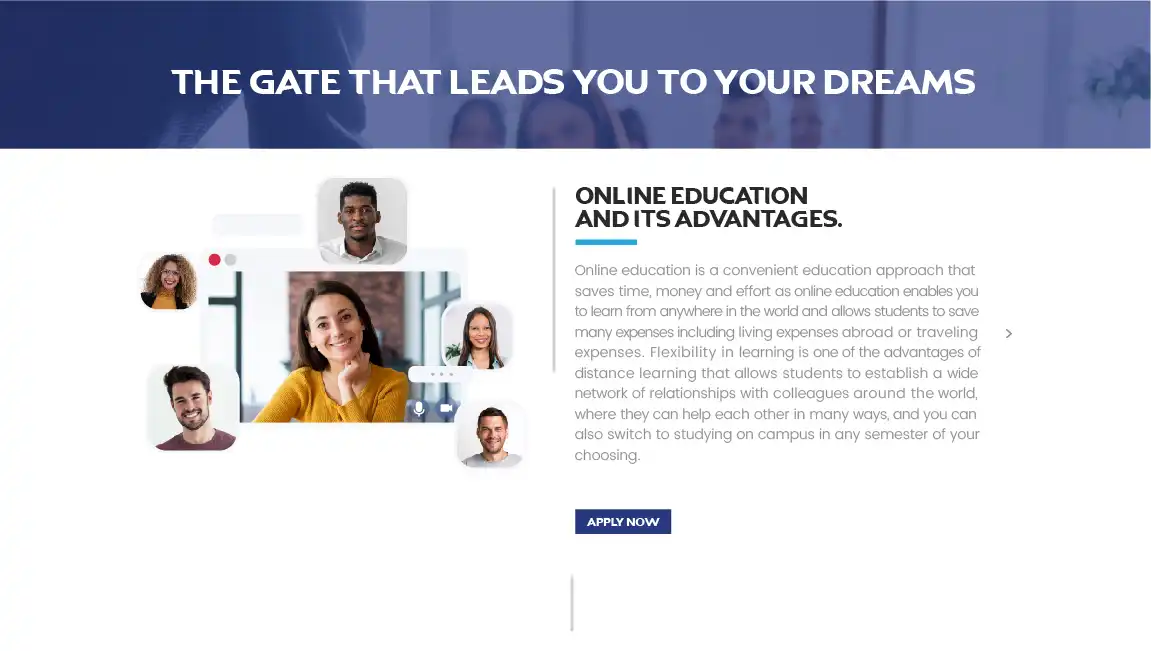 THE GATE THAT LEADS YOU TO YOUR DREAMS
ONLINE EDUCATION
AND ITS ADVANTAGES.
Online education is a convenient education approach that
saves time, money and effort as online education enables you
to learn from anywhere in the world and allows students to save
many expenses including living expenses abroad or traveling
expenses. Flexibility in learning is one of the advantages of
distance learning that allows students to establish a wide
network of relationships with colleagues around the world,
where they can help each other in many ways, and you can
also switch to studying on campus in any semester of your
choosing.
APPLY NOW